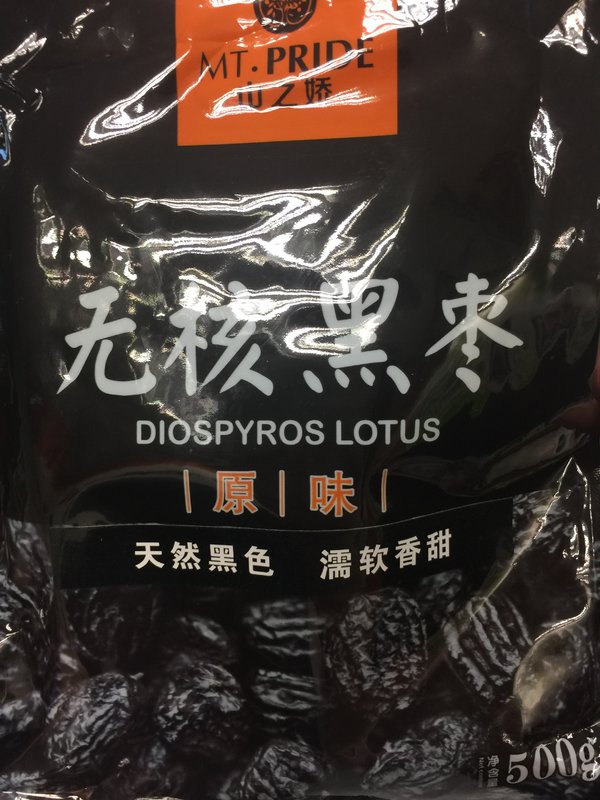 MT. PRIDE
山之娇
无核黑枣
DIOSPYROS LOTUS
原 味
天然黑色 濡软香甜
净含量
500g